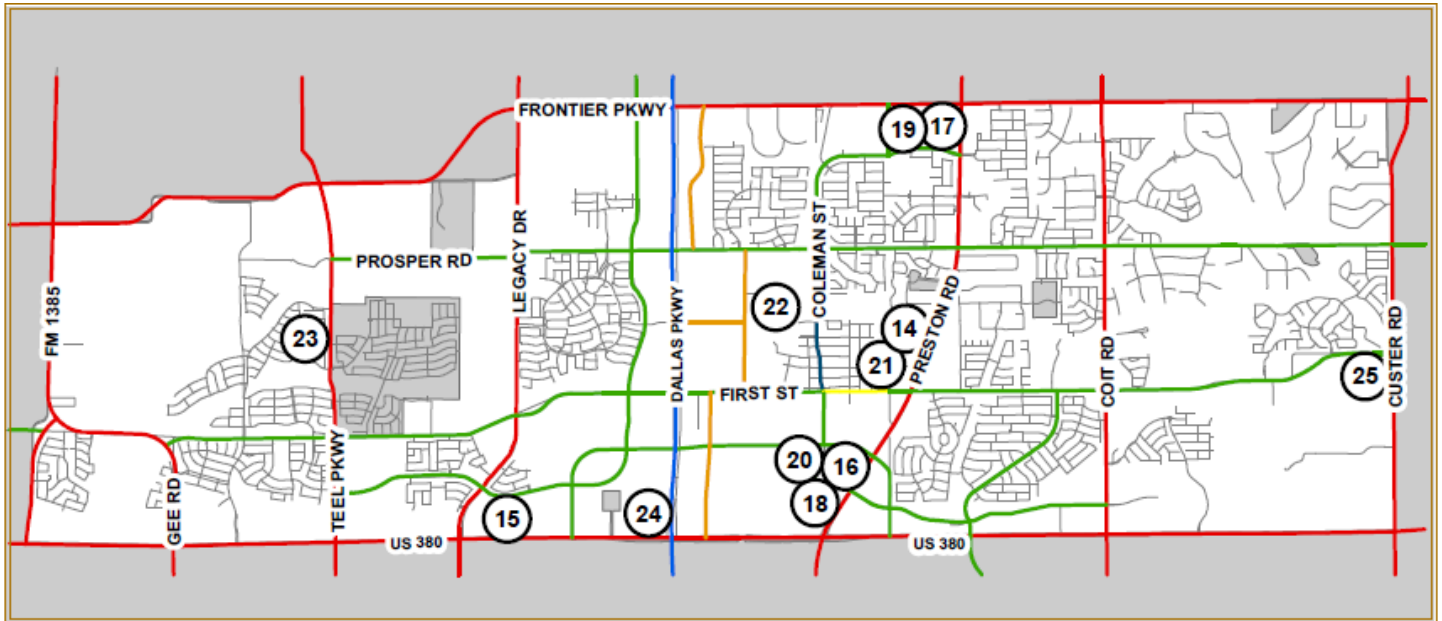 FRONTIER PKWY
19
17
LEGACY DR
COLEMAN ST
PROSPER RD
FM 1385
23
DALLAS PKWY
22
14
PRESTON RD
21
COIT RD
CUSTER RD
25
FIRST ST
TEEL PKWY
GEE RD
20
16
18
15
24
US 380
US 380